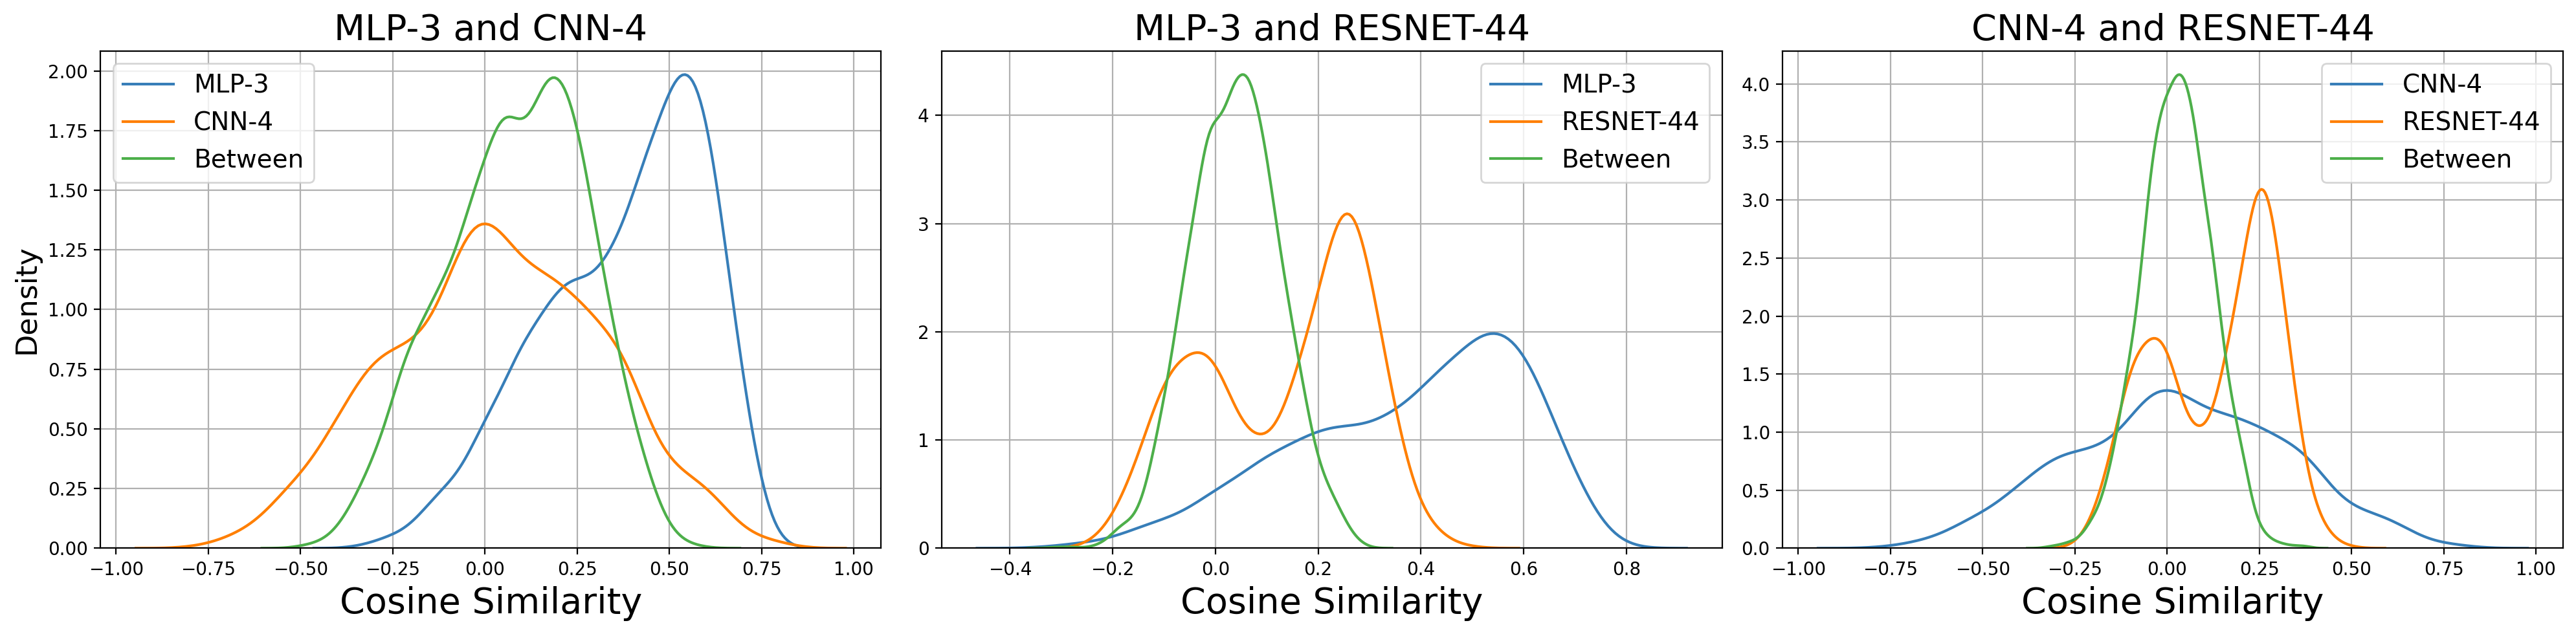 MLP-3 and CNN-4
MLP-3
CNN-4
Between
Density
2.00
1.75
1.50
1.25
1.00
0.75
0.50
0.25
0.00
−1.00 −0.75 −0.50 −0.25 0.00 0.25 0.50 0.75 1.00
Cosine Similarity
MLP-3 and RESNET-44
MLP-3
RESNET-44
Between
4
3
2
1
0
−0.4 −0.2 0.0 0.2 0.4 0.6 0.8
Cosine Similarity
CNN-4 and RESNET-44
CNN-4
RESNET-44
Between
4.0
3.5
3.0
2.5
2.0
1.5
1.0
0.5
0.0
−1.00 −0.75 −0.50 −0.25 0.00 0.25 0.50 0.75 1.00
Cosine Similarity